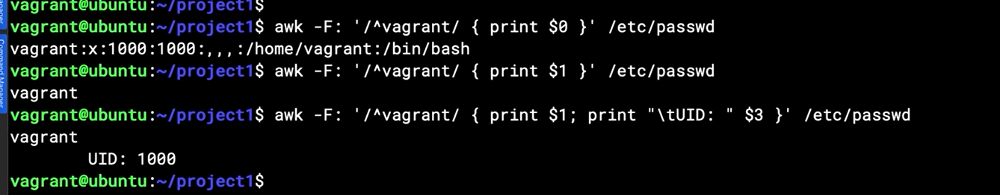 vagrant@ubuntu:~/project1$
vagrant@ubuntu:~/project1$ awk -F: '/^vagrant/ { print $0 }' /etc/passwd
vagrant:x:1000:1000:,,,:/home/vagrant:/bin/bash
vagrant@ubuntu:~/project1$ awk -F: '/^vagrant/ { print $1 }' /etc/passwd
vagrant
vagrant@ubuntu:~/project1$ awk -F: '/^vagrant/ { print $1; print "\tUID: " $3 }' /etc/passwd
vagrant
        UID: 1000
vagrant@ubuntu:~/project1$
Command Manager